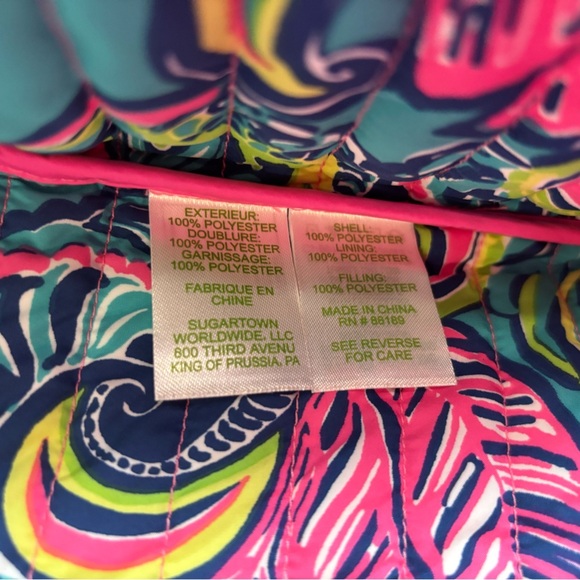 EXTERIEUR:
100% POLYESTER
DOUBLURE:
100% POLYESTER
GARNISSAGE:
100% POLYESTER
FABRIQUE EN
CHINE
SUGARTOWN
WORLDWIDE, LLC
800 THIRD AVENU
KING OF PRUSSIA, PA
SHELL:
100% POLYESTER
LINING:
100% POLYESTER
FILLING:
100% POLYESTER
MADE IN CHINA
RN # 88189
SEE REVERSE
FOR CARE